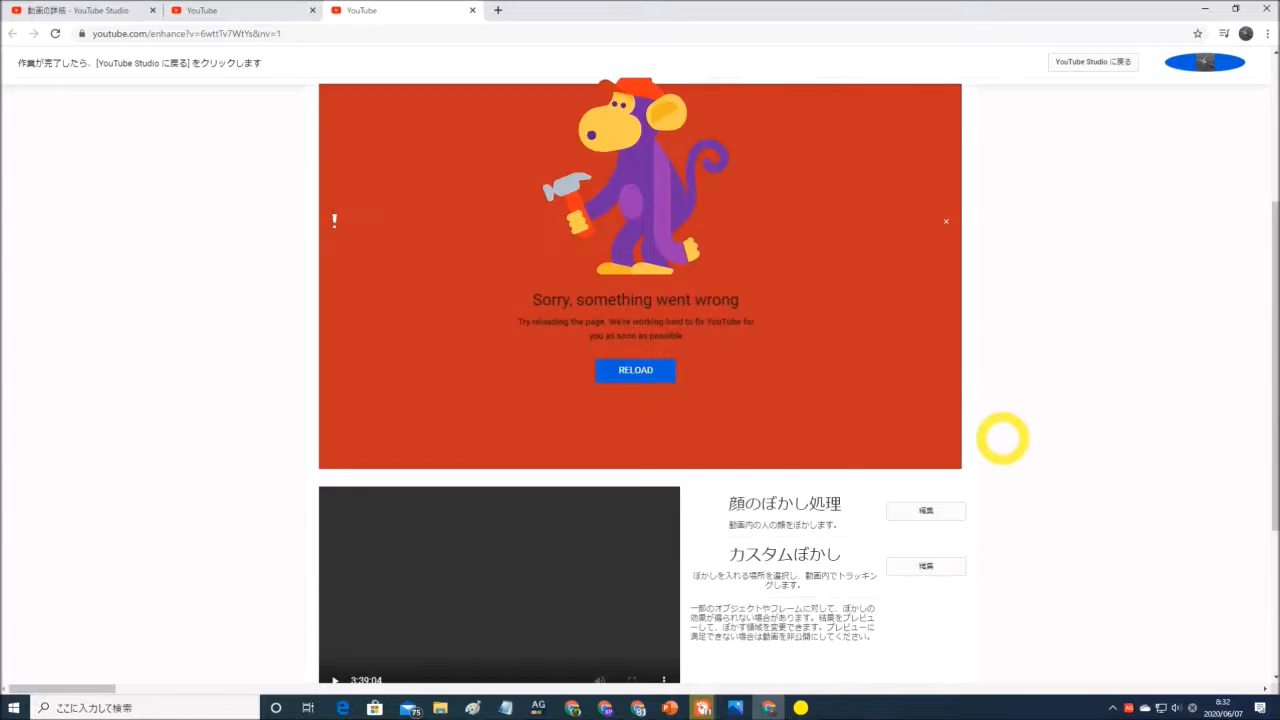 動画の詳細 - YouTube Studio
YouTube
YouTube
youtube.com/enhance?v=6wttTv7WtYs&nv=1
作業が完了したら、[YouTube Studio に戻る] をクリックします
YouTube Studio に戻る
Sorry, something went wrong
Try reloading the page. We're working hard to fix YouTube for
you as soon as possible
RELOAD
顔のぼかし処理
編集
動画内の人の顔をぼかします。
カスタムぼかし
編集
ぼかしを入れる場所を選択し、動画内でトラッキン
グします。
一部のオブジェクトやフレームに対して、ぼかしの
効果が得られない場合があります。結果をプレビュ
ーして、ぼかす領域を変更できます。プレビューに
満足できない場合は動画を非公開にしてください。
3:39:04
ここに入力して検索
75
AG
XP
8:32
2020/06/07